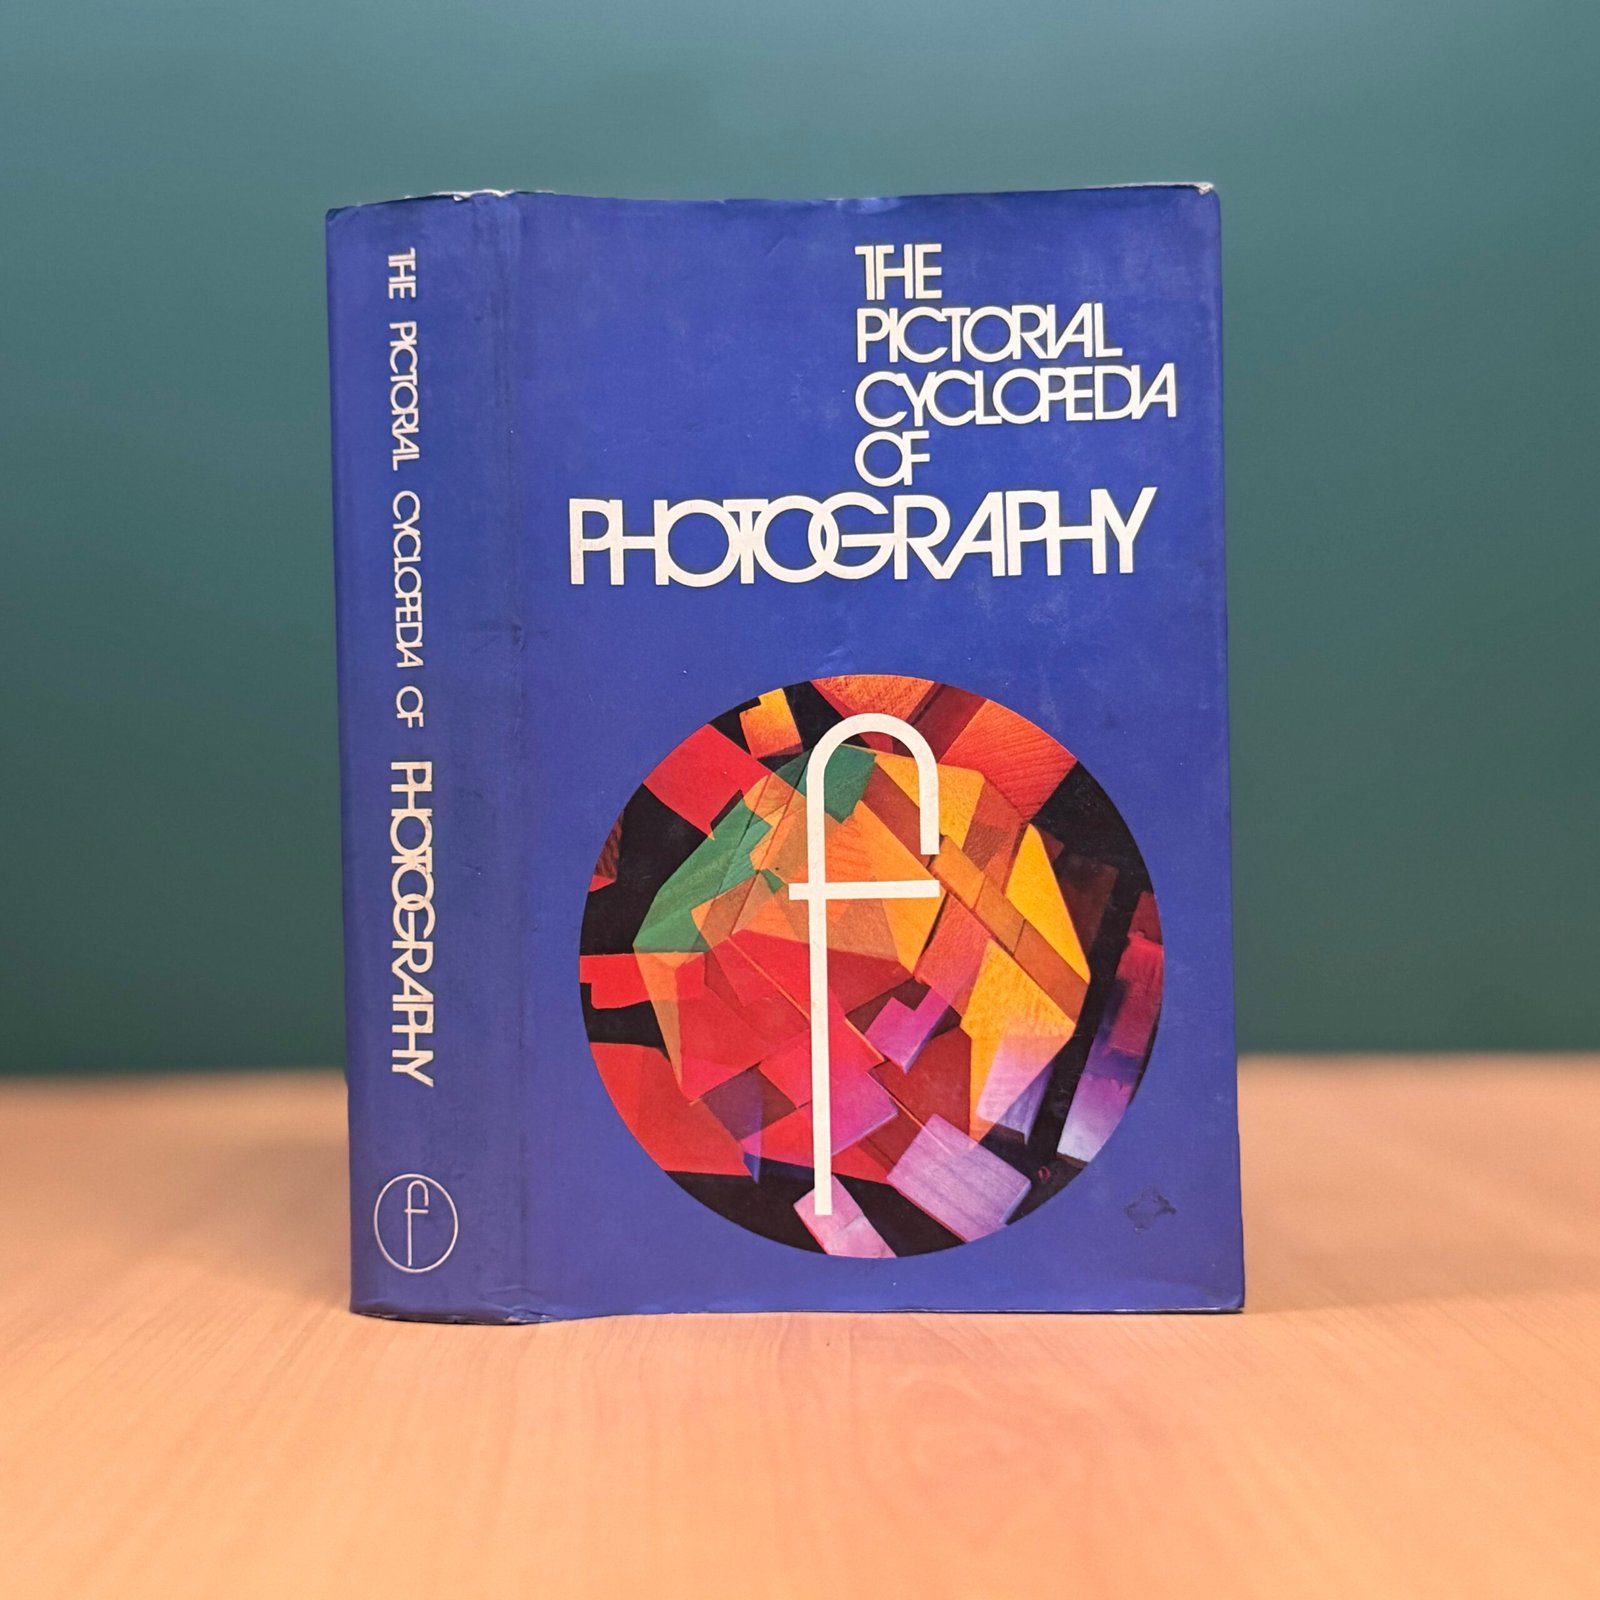 THE PICTORIAL CYCLOPEDIA OF PHOTOGRAPHY
f
THE
PICTORIAL
CYCLOPEDIA
OF
PHOTOGRAPHY
f